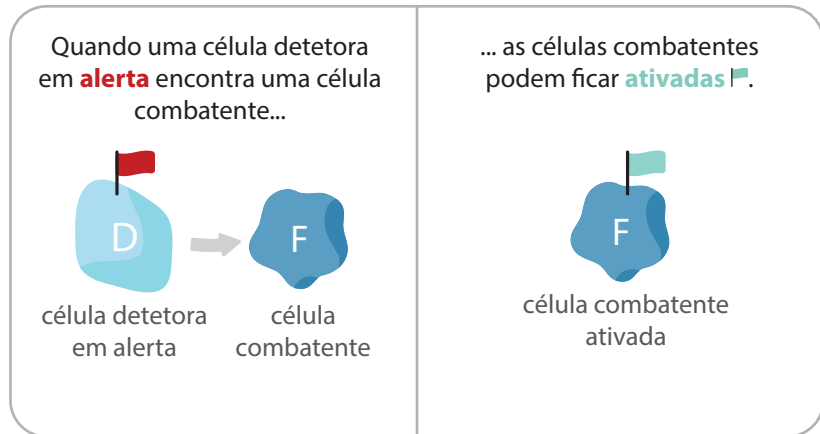 Quando uma célula detetora
em alerta encontra uma célula
combatente...
D
F
célula detetora
em alerta
célula
combatente
... as células combatentes
podem ficar ativadas.
F
célula combatente
ativada